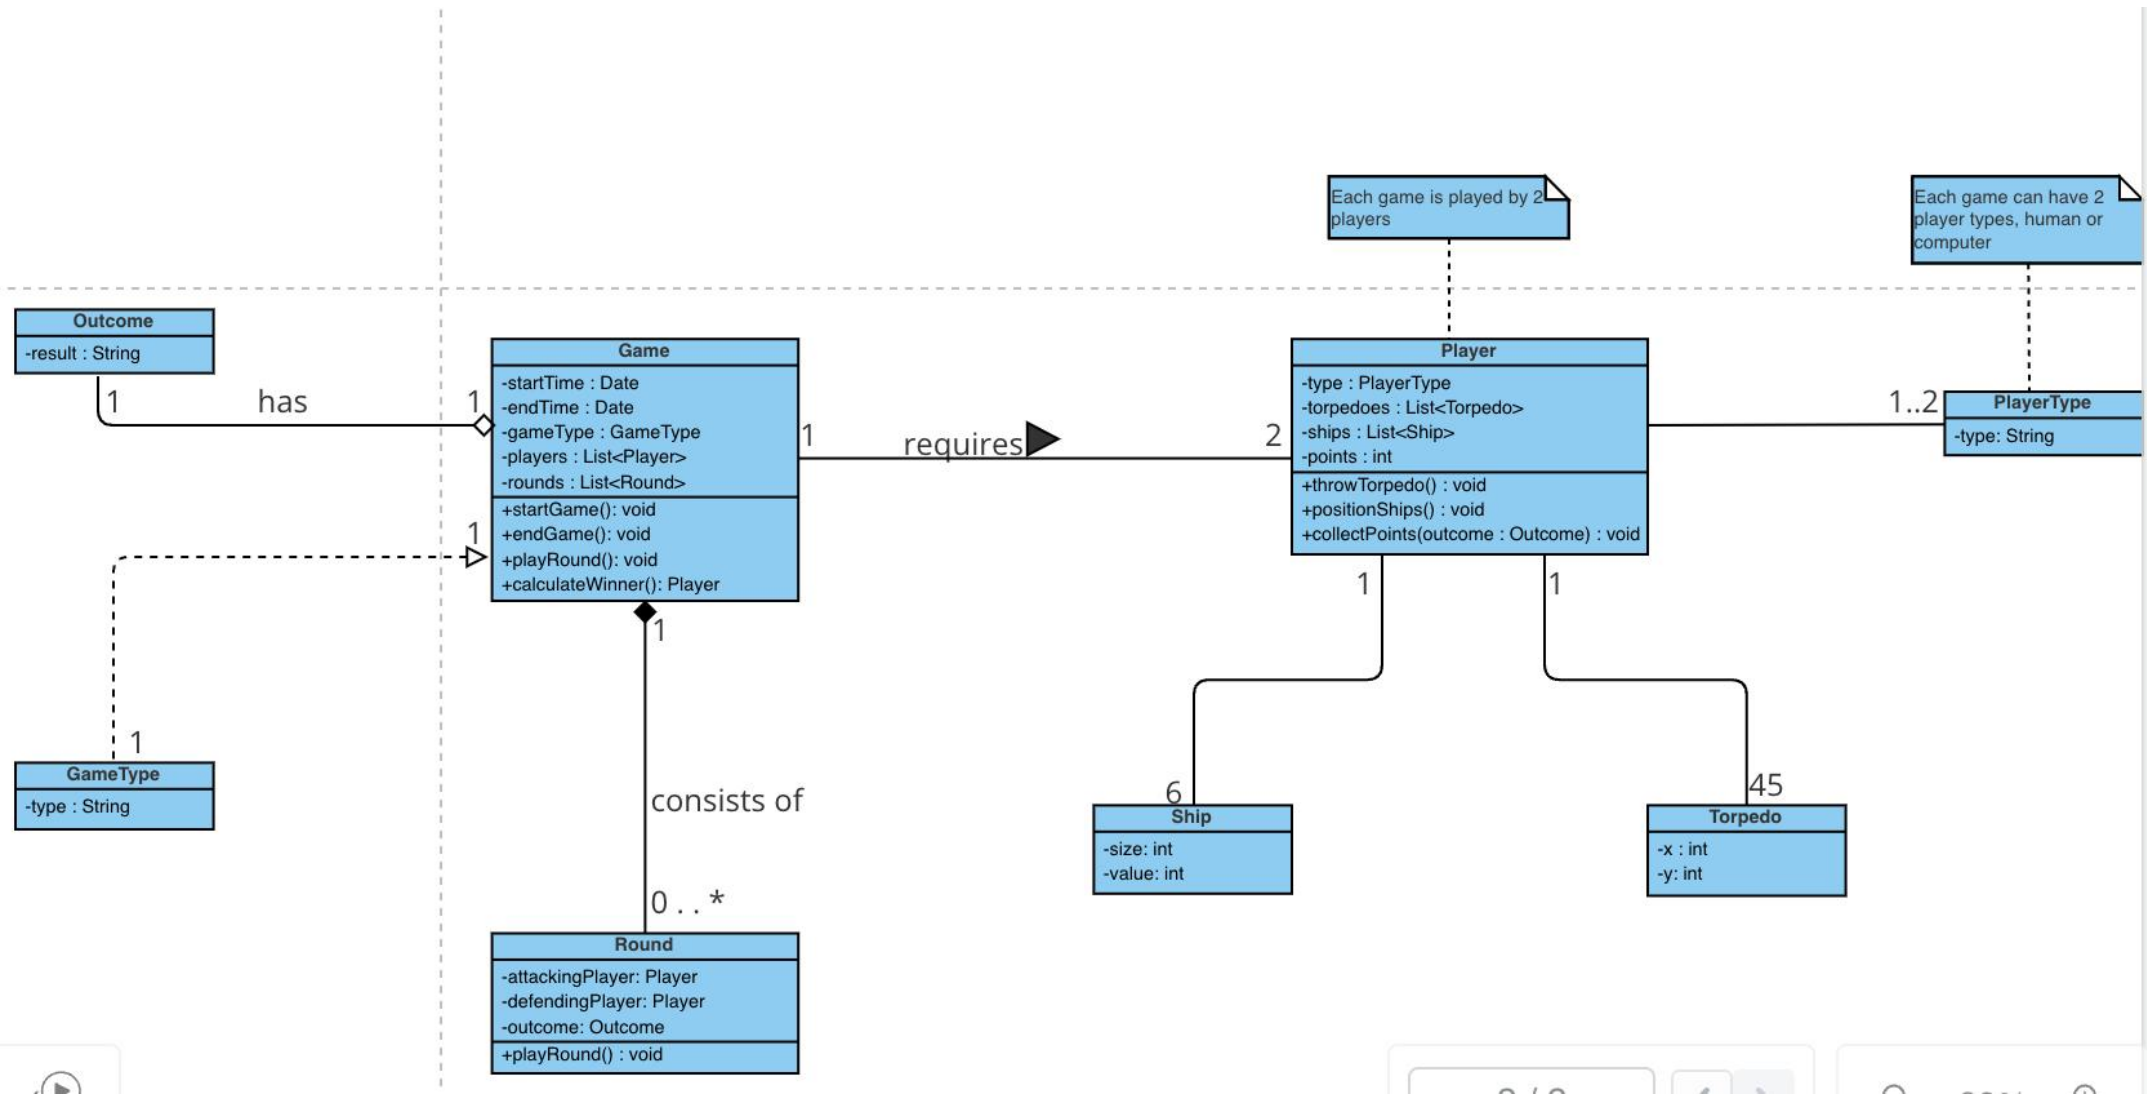 Each game is played by 2
players
Each game can have 2
player types, human or
computer
Outcome
-result : String
1
has
1
Game
-startTime : Date
-endTime : Date
-gameType : GameType
-players : List<Player>
-rounds : List<Round>
+startGame(): void
+endGame(): void
+playRound(): void
+calculateWinner(): Player
1
requires
2
Player
-type : PlayerType
-torpedoes : List<Torpedo>
-ships : List<Ship>
-points : int
+throwTorpedo() : void
+positionShips() : void
+collectPoints(outcome : Outcome) : void
1..2
PlayerType
-type: String
1
1
GameType
-type : String
1
consists of
0 . . *
Round
-attackingPlayer: Player
-defendingPlayer: Player
-outcome: Outcome
+playRound() : void
1
6
Ship
-size: int
-value: int
1
45
Torpedo
-x : int
-y: int